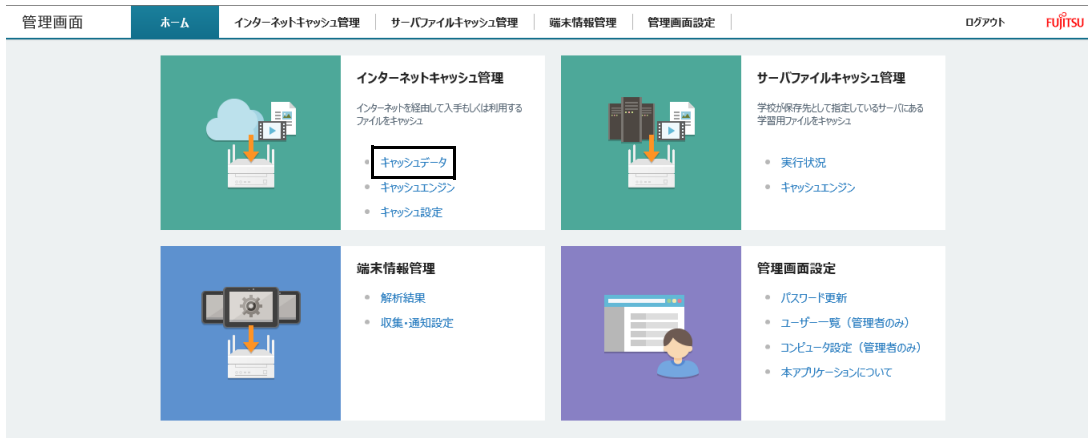 管理画面
ホーム
インターネットキャッシュ管理
サーバファイルキャッシュ管理
端末情報管理
管理画面設定
ログアウト
FUJITSU
インターネットキャッシュ管理
インターネットを経由して入手もしくは利用する
ファイルをキャッシュ
キャッシュデータ
キャッシュエンジン
キャッシュ設定
サーバファイルキャッシュ管理
学校が保存先として指定しているサーバにある
学習用ファイルをキャッシュ
実行状況
キャッシュエンジン
端末情報管理
解析結果
収集・通知設定
管理画面設定
パスワード更新
ユーザー一覧（管理者のみ）
コンピュータ設定（管理者のみ）
本アプリケーションについて